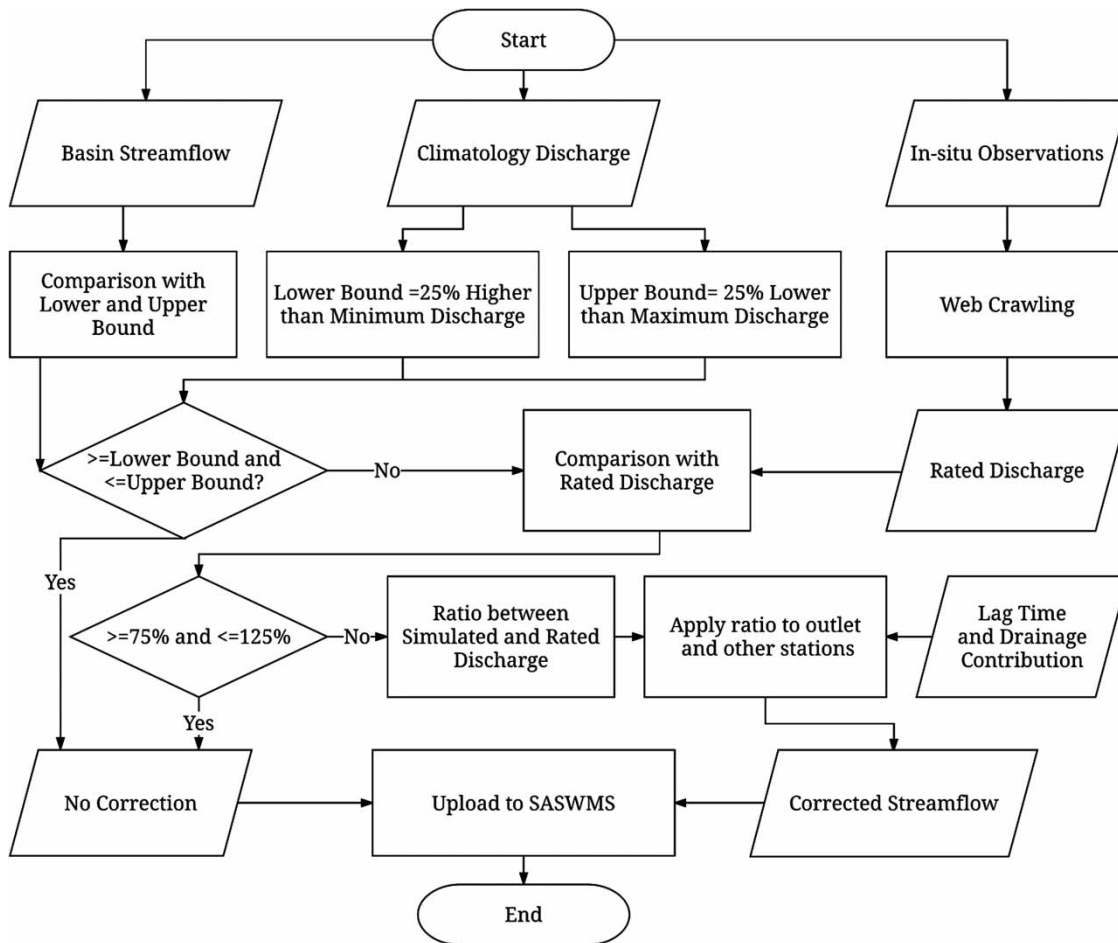 Start
Basin Streamflow
Climatology Discharge
In-situ Observations
Comparison with
Lower and Upper
Bound
Lower Bound =25% Higher
than Minimum Discharge
Upper Bound= 25% Lower
than Maximum Discharge
Web Crawling
>=Lower Bound and
<=Upper Bound?
No
Comparison with
Rated Discharge
Rated Discharge
Yes
>=75% and <=125%
No
Ratio between
Simulated and Rated
Discharge
Apply ratio to outlet
and other stations
Lag Time
and Drainage
Contribution
Yes
No Correction
Upload to SASWMS
Corrected Streamflow
End